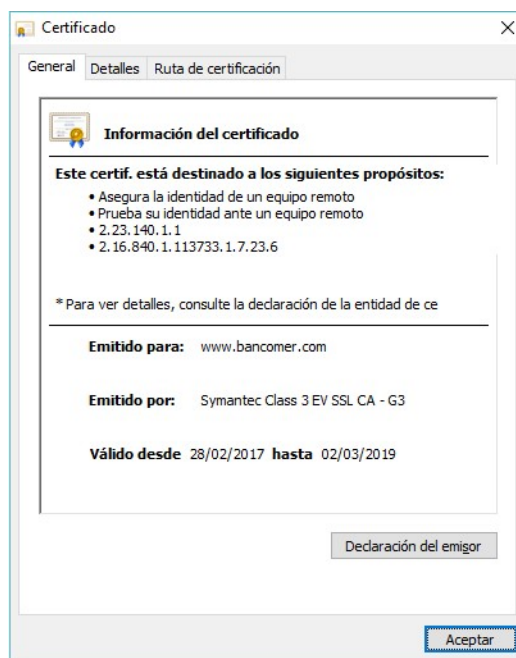 Certificado
General Detalles Ruta de certificación
Información del certificado
Este certif. está destinado a los siguientes propósitos:
• Asegura la identidad de un equipo remoto
• Prueba su identidad ante un equipo remoto
• 2.23.140.1.1
• 2.16.840.1.113733.1.7.23.6
* Para ver detalles, consulte la declaración de la entidad de ce
Emitido para: www.bancomer.com
Emitido por: Symantec Class 3 EV SSL CA - G3
Válido desde 28/02/2017 hasta 02/03/2019
Declaración del emisor
Aceptar